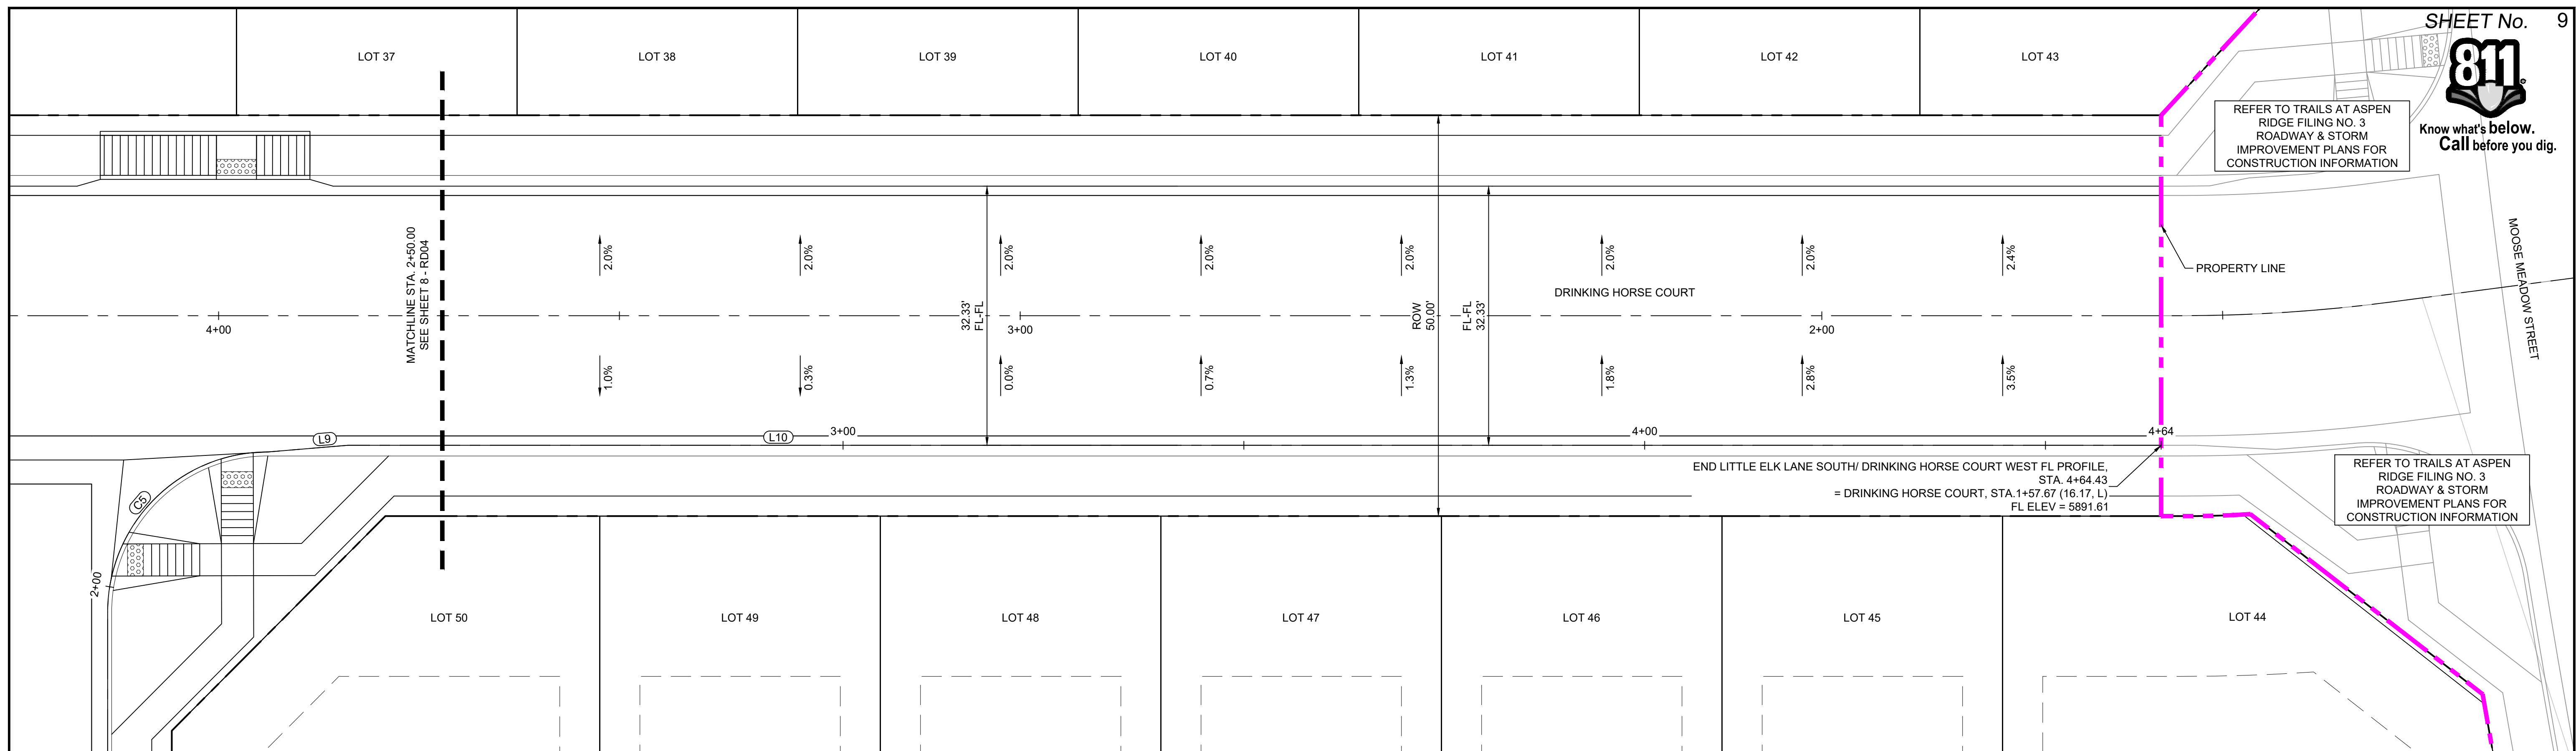 SHEET No. 9
811
Know what's below.
Call before you dig.
LOT 37
LOT 38
LOT 39
LOT 40
LOT 41
LOT 42
LOT 43
REFER TO TRAILS AT ASPEN
RIDGE FILING NO. 3
ROADWAY & STORM
IMPROVEMENT PLANS FOR
CONSTRUCTION INFORMATION
MATCHLINE STA. 2+50.00
SEE SHEET 8 - RD04
2.0%
2.0%
2.0%
2.0%
2.0%
2.0%
2.0%
2.4%
PROPERTY LINE
MOOSE MEADOW STREET
DRINKING HORSE COURT
32.33'
FL-FL
ROW
50.00'
FL-FL
32.33'
4+00
3+00
2+00
1.0%
0.3%
0.0%
0.7%
1.3%
1.8%
2.8%
3.5%
L9
L10
3+00
4+00
4+64
END LITTLE ELK LANE SOUTH/ DRINKING HORSE COURT WEST FL PROFILE,
STA. 4+64.43
= DRINKING HORSE COURT, STA.1+57.67 (16.17, L)
FL ELEV = 5891.61
REFER TO TRAILS AT ASPEN
RIDGE FILING NO. 3
ROADWAY & STORM
IMPROVEMENT PLANS FOR
CONSTRUCTION INFORMATION
C5
2+00
LOT 50
LOT 49
LOT 48
LOT 47
LOT 46
LOT 45
LOT 44